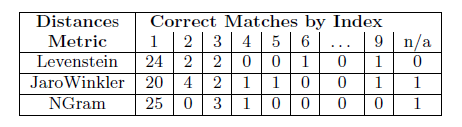 Distances Correct Matches by Index
Metric 1 2 3 4 5 6 ... 9 n/a
Levenstein 24 2 2 0 0 1 0 1 0
JaroWinkler 20 4 2 1 1 0 0 1 1
NGram 25 0 3 1 0 0 0 0 1